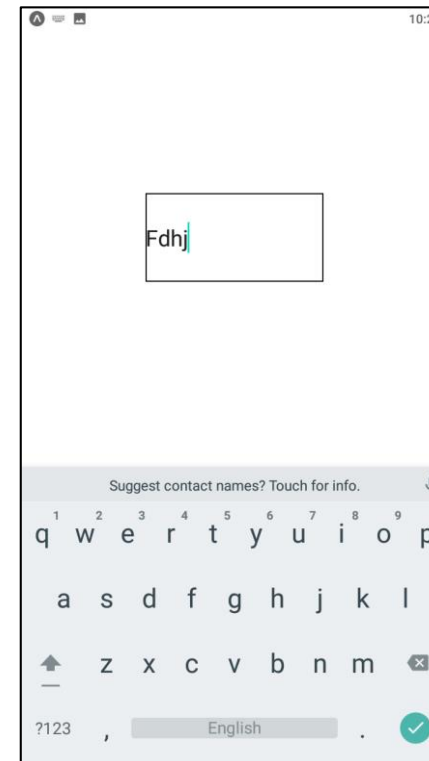 10:2
Fdhj
Suggest contact names? Touch for info.
1 2 3 4 5 6 7 8 9
q w e r t y u i o p
a s d f g h j k l
z x c v b n m
?123 , English .